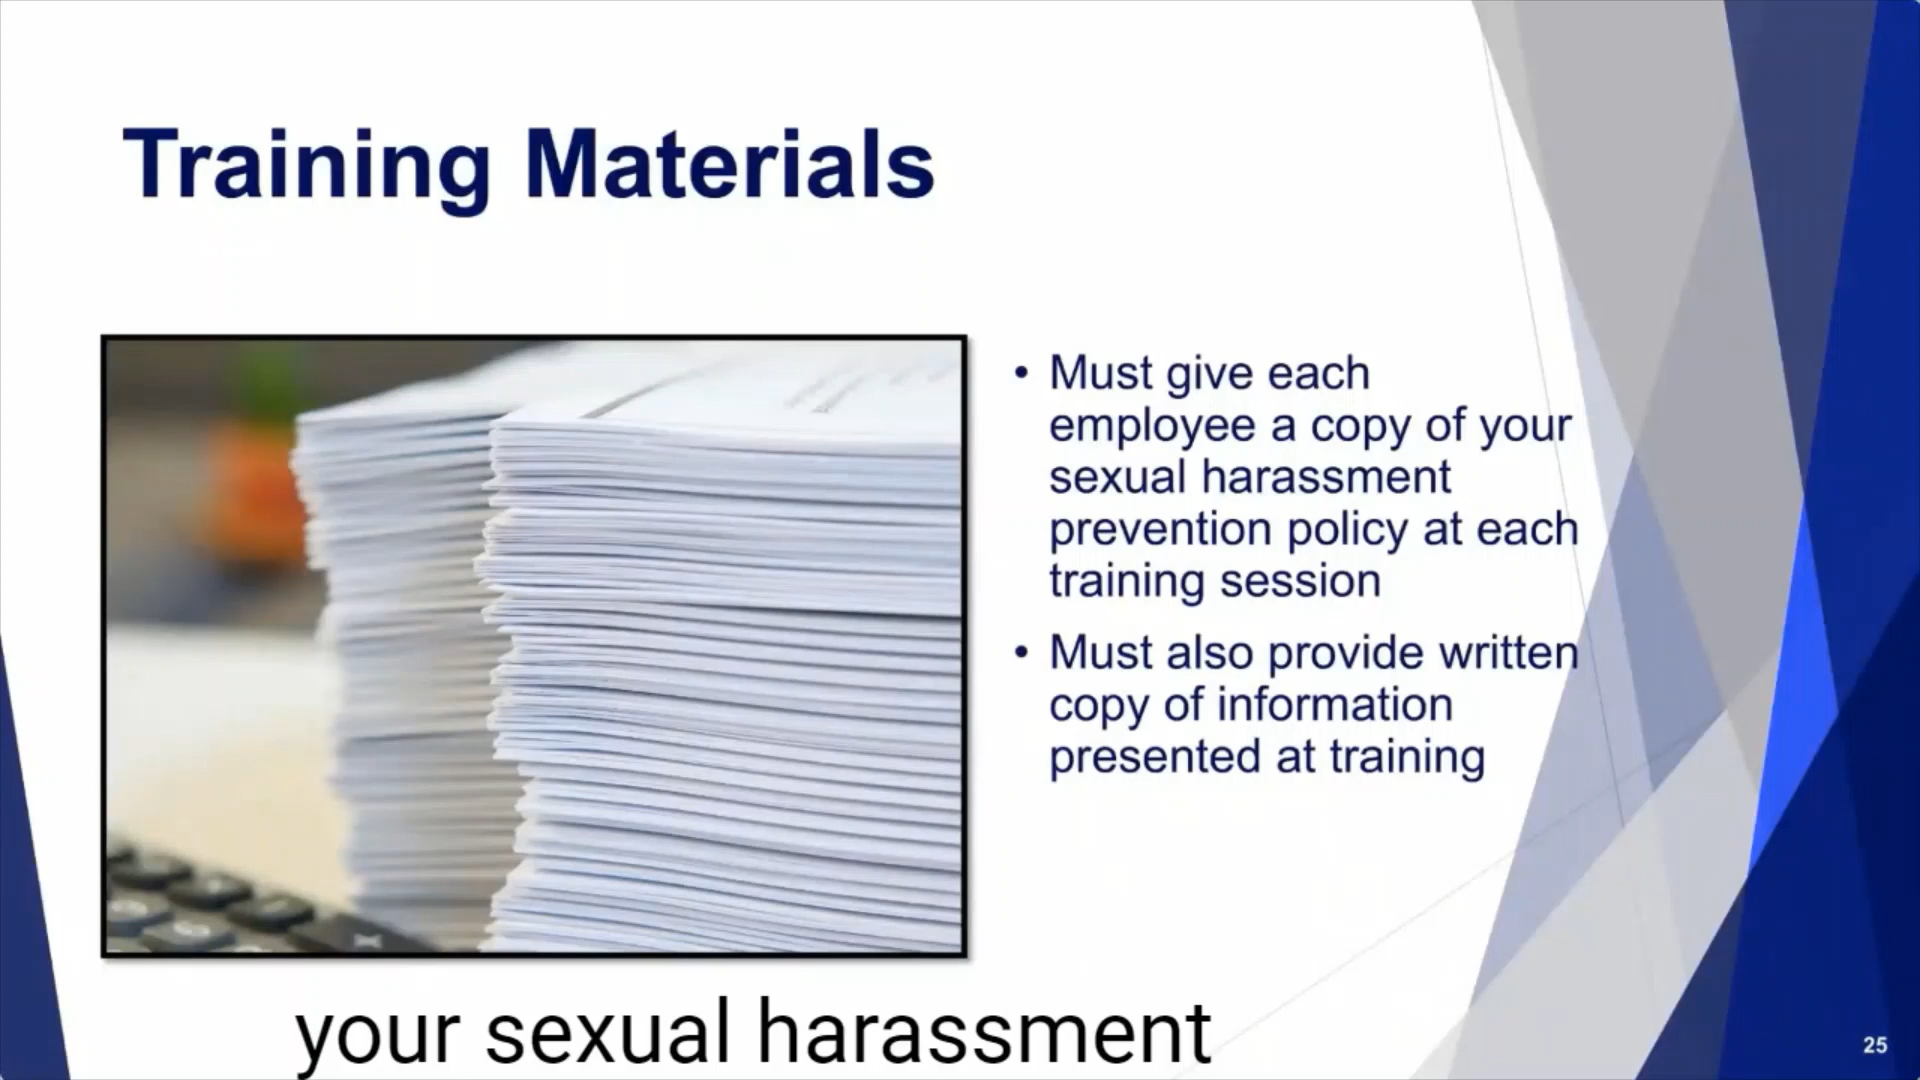 Training Materials
• Must give each
employee a copy of your
sexual harassment
prevention policy at each
training session
• Must also provide written
copy of information
presented at training
your sexual harassment
25